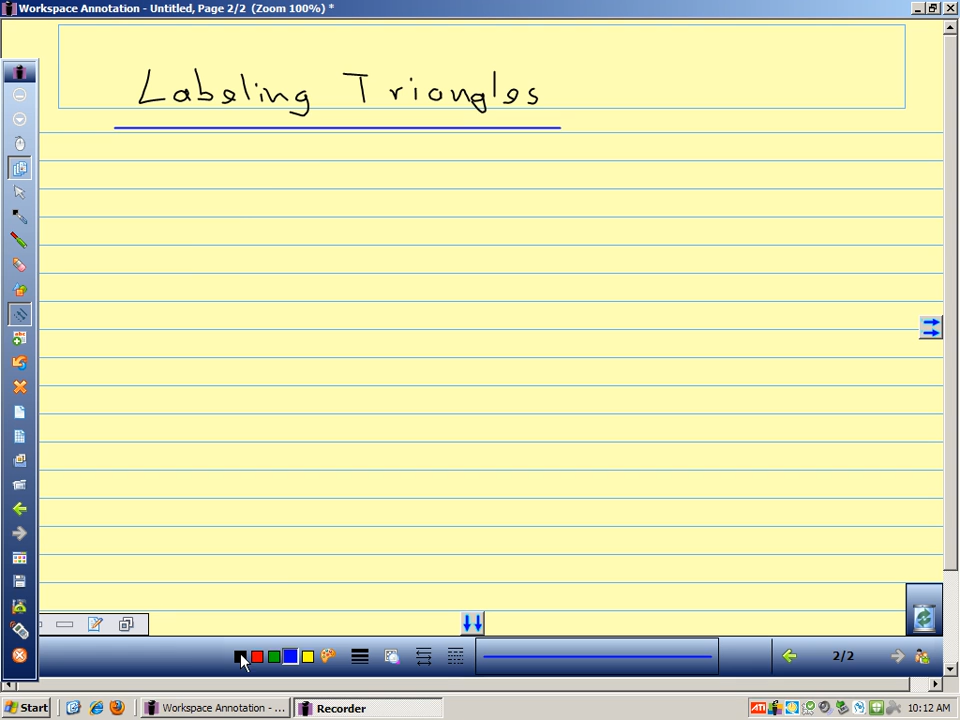 Workspace Annotation - Untitled, Page 2/2 (Zoom 100%) *
Labeling Triangles
2/2
Start
Workspace Annotation - ...
Recorder
ATI
10:12 AM